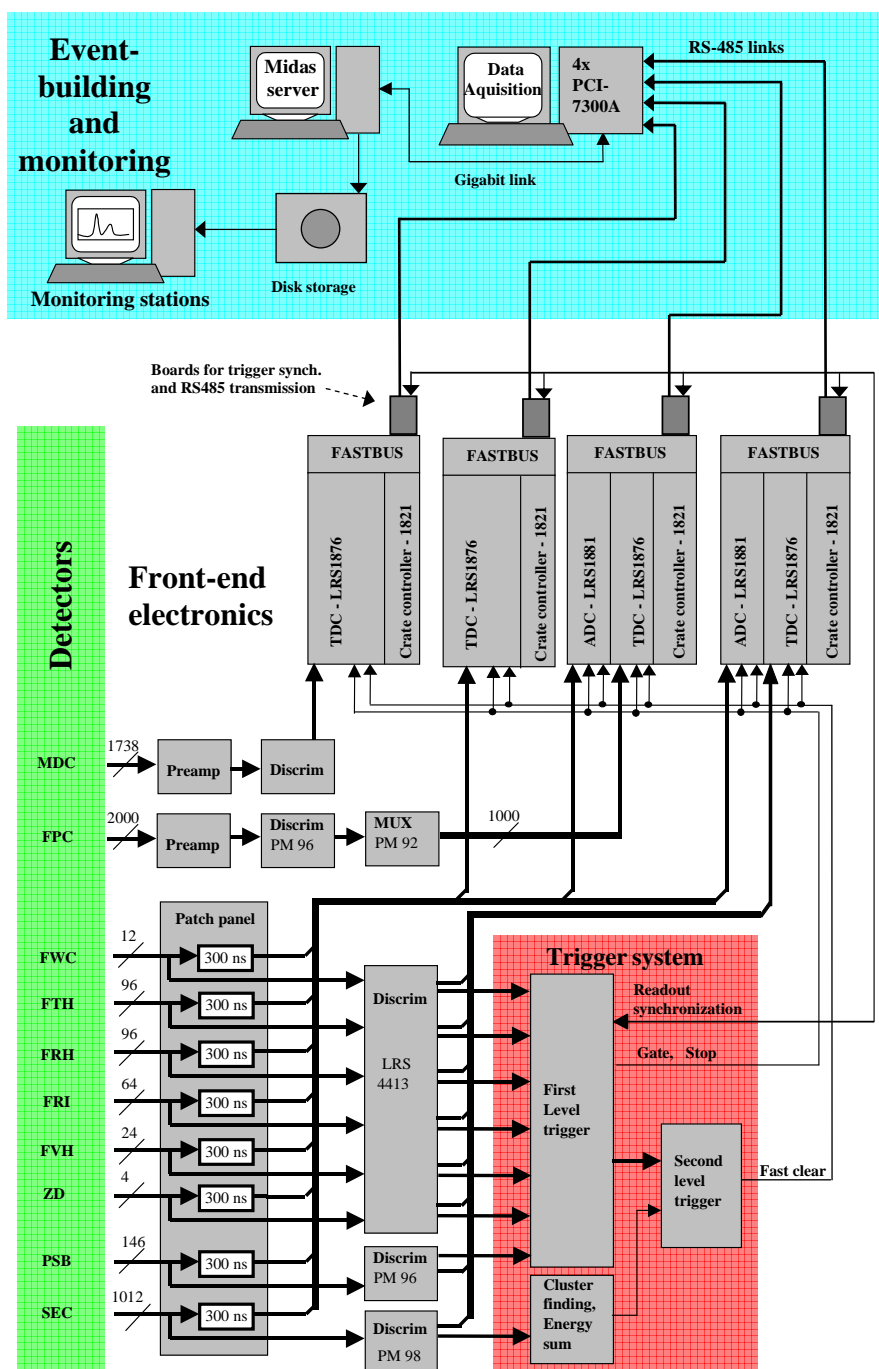 Event-
building
and
monitoring
Midas
server
Data
Aquisition
4x
PCI-
7300A
RS-485 links
Gigabit link
Disk storage
Monitoring stations
Boards for trigger synch.
and RS485 transmission
FASTBUS
FASTBUS
FASTBUS
FASTBUS
TDC - LRS1876
Crate controller - 1821
TDC - LRS1876
Crate controller - 1821
ADC - LRS1881
TDC - LRS1876
Crate controller - 1821
ADC - LRS1881
TDC - LRS1876
Crate controller - 1821
Detectors
Front-end
electronics
MDC
1738
Preamp
Discrim
FPC
2000
Preamp
Discrim
PM 96
MUX
PM 92
1000
Patch panel
FWC
12
300 ns
FTH
96
300 ns
FRH
96
300 ns
FRI
64
300 ns
FVH
24
300 ns
ZD
4
300 ns
PSB
146
300 ns
SEC
1012
300 ns
Discrim
LRS
4413
Discrim
PM 96
Discrim
PM 98
Trigger system
Readout
synchronization
Gate, Stop
First
Level
trigger
Second
level
trigger
Fast clear
Cluster
finding,
Energy
sum